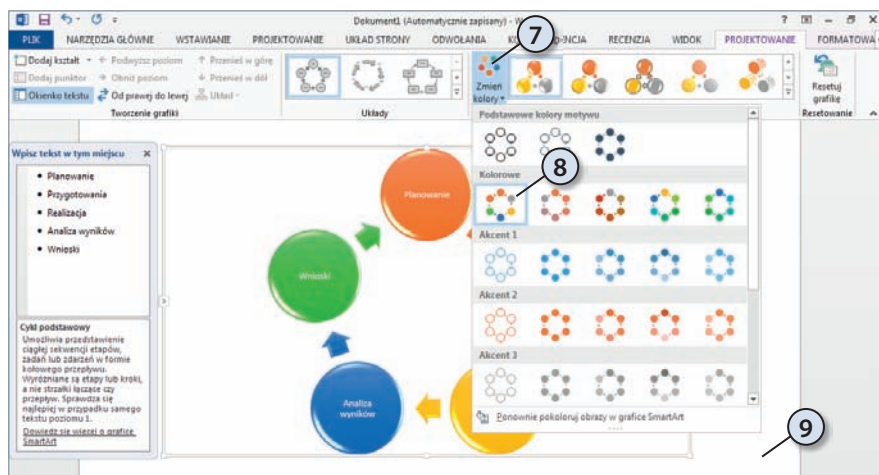 Dokument1 (Automatycznie zapisany) - W
PLIK NARZĘDZIA GŁÓWNE WSTAWIANIE PROJEKTOWANIE UKŁAD STRONY ODWOŁANIA NCJA RECENZJA WIDOK PROJEKTOWANIE FORMATOWA
7
Dodaj kształt Podwyższ poziom Przenieś w górę
Dodaj punktor Obniż poziom Przenieś w dół
Okienko tekstu Od prawej do lewej Układ
Tworzenie grafiki
Układy
Zmień kolory
Resetuj grafikę
Resetowanie
Podstawowe kolory motywu
Kolorowe
8
Akcent 1
Akcent 2
Akcent 3
Ponownie pokoloruj obrazy w grafice SmartArt
Wpisz tekst w tym miejscu
• Planowanie
• Przygotowania
• Realizacja
• Analiza wyników
• Wnioski
Cykl podstawowy
Umożliwia przedstawienie
ciągłej sekwencji etapów,
zadań lub zdarzeń w formie
kołowego przepływu.
Wyróżniane są etapy lub kroki,
a nie strzałki łączące czy
przepływ. Sprawdza się
najlepiej w przypadku samego
tekstu poziomu 1.
Dowiedz się więcej o grafice
SmartArt
Planowanie
Wnioski
Analiza
wyników
9